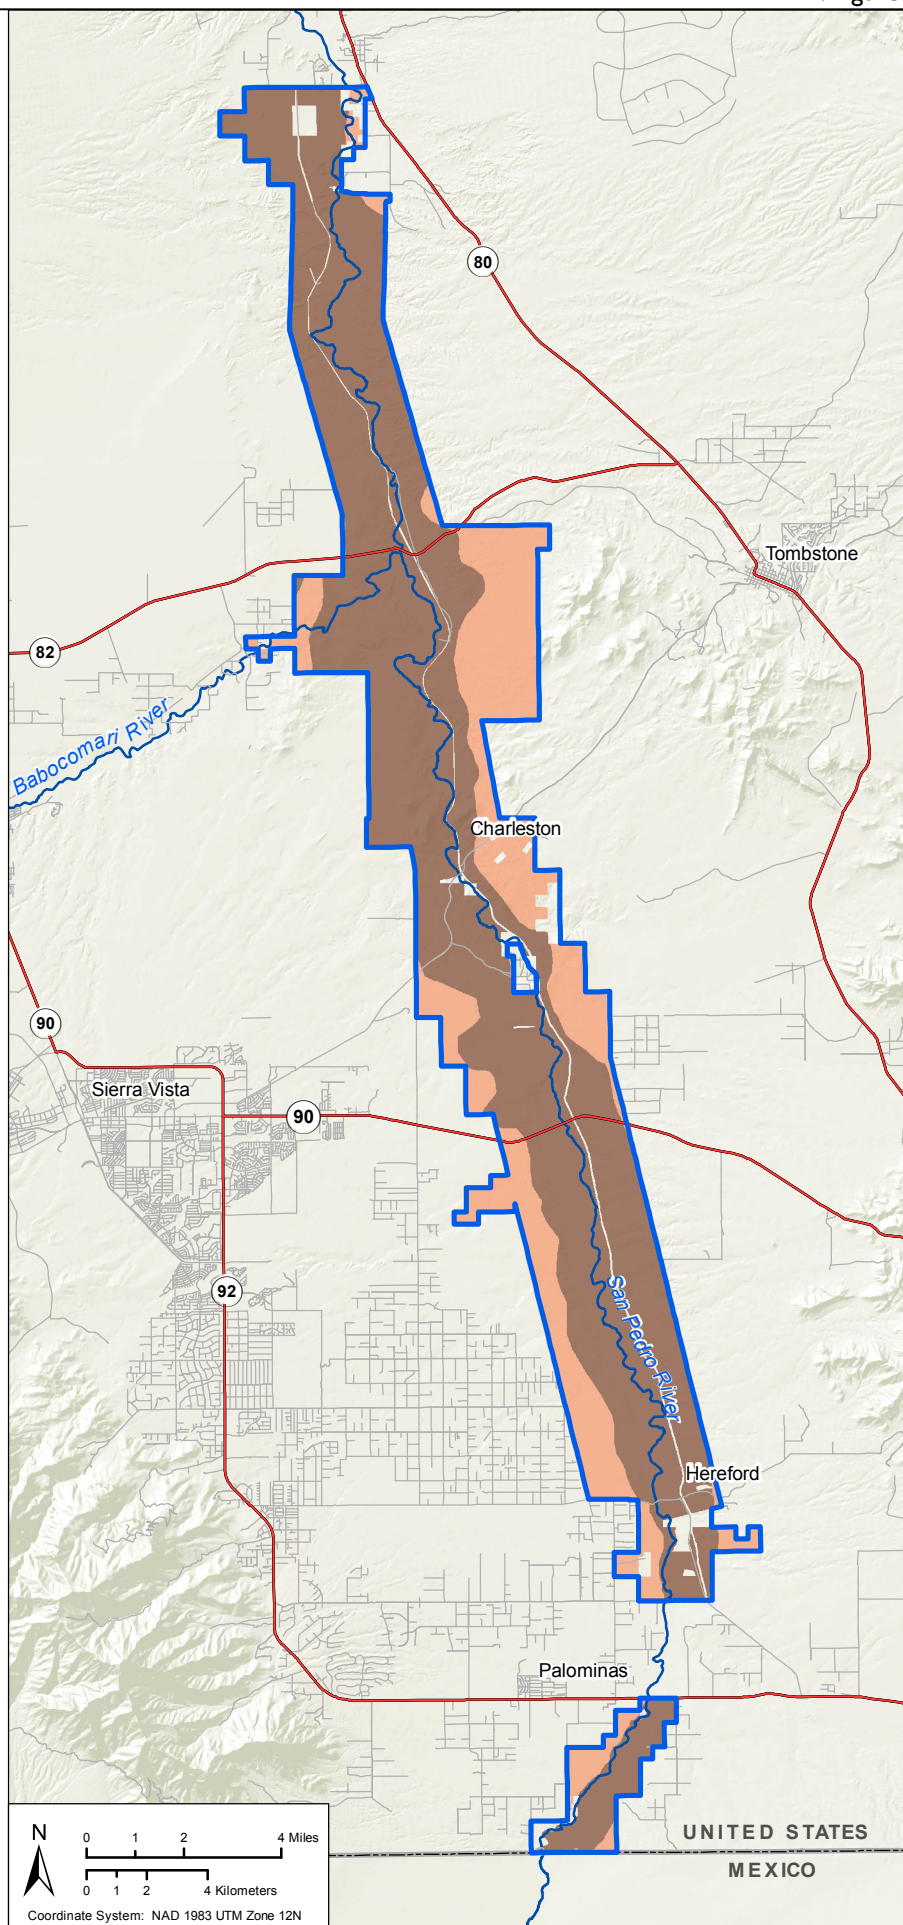 80
Tombstone
82
Babocomari River
Charleston
90
Sierra Vista
90
92
San Pedro River
Hereford
Palominas
UNITED STATES
MEXICO
N
0 1 2 4 Miles
0 1 2 4 Kilometers
Coordinate System: NAD 1983 UTM Zone 12N